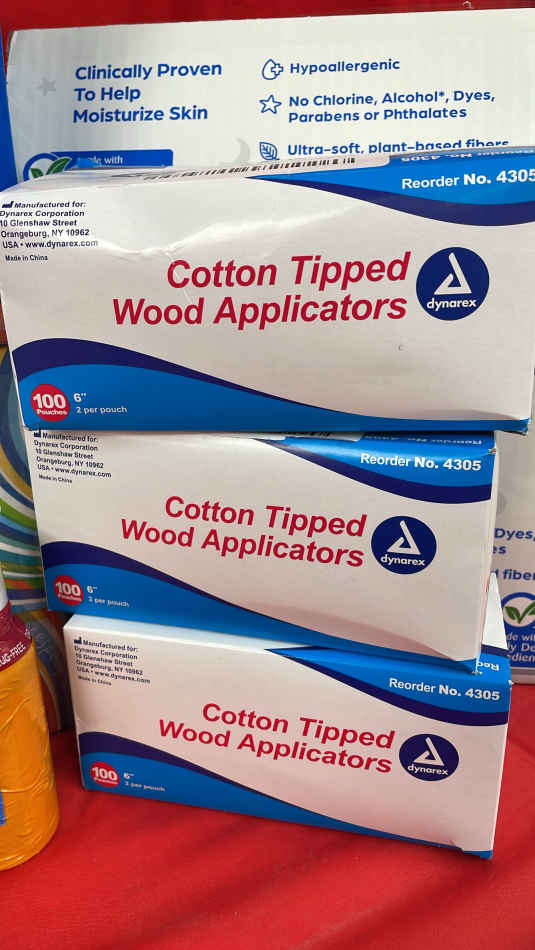 Clinically Proven
To Help
Moisturize Skin
Hypoallergenic
No Chlorine, Alcohol*, Dyes,
Parabens or Phthalates
Ultra-soft, plant-based fibers
with
Reorder No. 4305
Manufactured for:
Dynarex Corporation
10 Glenshaw Street
Orangeburg, NY 10962
USA • www.dynarex.com
Made in China
Cotton Tipped
Wood Applicators
dynarex
100
Pouches
6"
2 per pouch
Manufactured for:
Dynarex Corporation
10 Glenshaw Street
Orangeburg, NY 10962
USA • www.dynarex.com
Made in China
Reorder No. 4305
Cotton Tipped
Wood Applicators
dynarex
100
Pouches
6"
2 per pouch
Dyes,
Manufactured for:
Dynarex Corporation
10 Glenshaw Street
Orangeburg, NY 10962
USA • www.dynarex.com
Made in China
Reorder No. 4305
Cotton Tipped
Wood Applicators
dynarex
100
Pouches
6"
2 per pouch